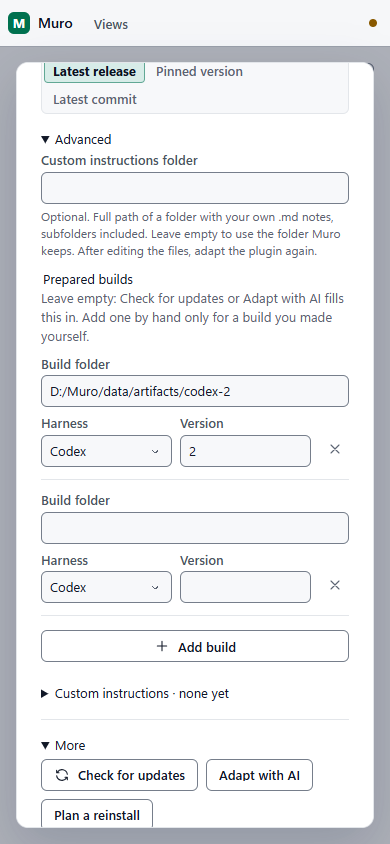 M Muro Views
Latest release Pinned version
Latest commit
Advanced
Custom instructions folder
Optional. Full path of a folder with your own .md notes,
subfolders included. Leave empty to use the folder Muro
keeps. After editing the files, adapt the plugin again.
Prepared builds
Leave empty: Check for updates or Adapt with AI fills
this in. Add one by hand only for a build you made
yourself.
Build folder
D:/Muro/data/artifacts/codex-2
Harness Version
Codex 2
Build folder
Harness Version
Codex
Add build
Custom instructions · none yet
More
Check for updates Adapt with AI
Plan a reinstall